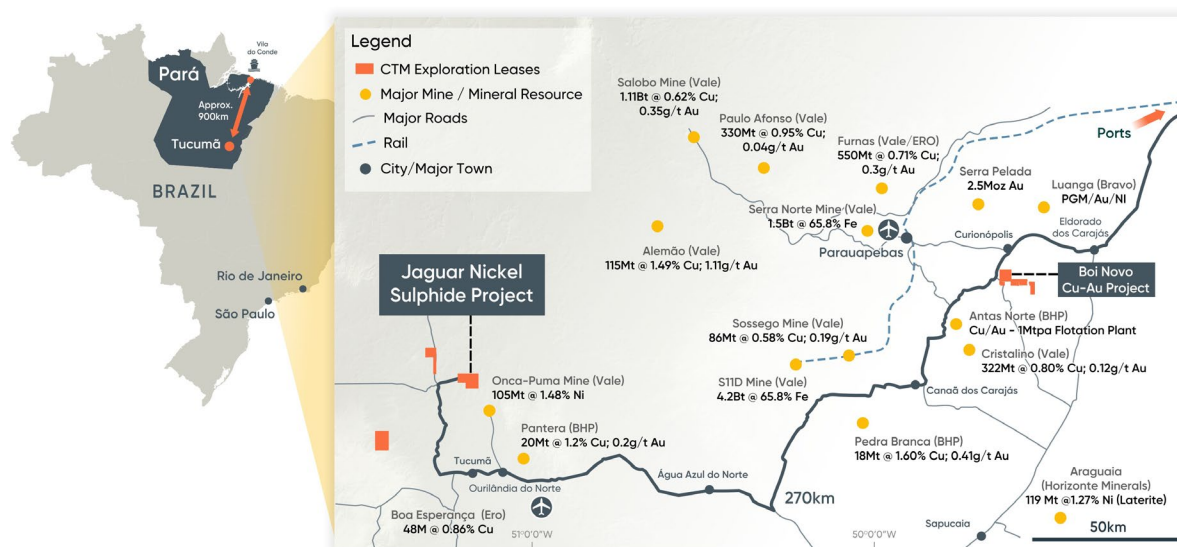 Vila
do Conde
Pará
Approx.
900km
Tucumã
BRAZIL
Rio de Janeiro
São Paulo
Legend
CTM Exploration Leases
Major Mine / Mineral Resource
Major Roads
Rail
City/Major Town
Salobo Mine (Vale)
1.11Bt @ 0.62% Cu;
0.35g/t Au
Paulo Afonso (Vale)
330Mt @ 0.95% Cu;
0.04g/t Au
Furnas (Vale/ERO)
550Mt @ 0.71% Cu;
0.3g/t Au
Ports
Serra Pelada
2.5Moz Au
Luanga (Bravo)
PGM/Au/NI
Serra Norte Mine (Vale)
1.5Bt @ 65.8% Fe
Parauapebas
Curionópolis
Eldorado
dos Carajás
Alemão (Vale)
115Mt @ 1.49% Cu; 1.11g/t Au
Jaguar Nickel
Sulphide Project
Boi Novo
Cu-Au Project
Antas Norte (BHP)
Cu/Au - 1Mtpa Flotation Plant
Sossego Mine (Vale)
86Mt @ 0.58% Cu; 0.19g/t Au
Cristalino (Vale)
322Mt @ 0.80% Cu; 0.12g/t Au
S11D Mine (Vale)
4.2Bt @ 65.8% Fe
Canaã dos Carajás
Onca-Puma Mine (Vale)
105Mt @ 1.48% Ni
Pantera (BHP)
20Mt @ 1.2% Cu; 0.2g/t Au
Pedra Branca (BHP)
18Mt @ 1.60% Cu; 0.41g/t Au
Tucumã
Ourilândia do Norte
Água Azul do Norte
270km
Araguaia
(Horizonte Minerals)
119 Mt @1.27% Ni (Laterite)
Boa Esperança (Ero)
48M @ 0.86% Cu
51°0'0"W
50°0'0"W
Sapucaia
50km